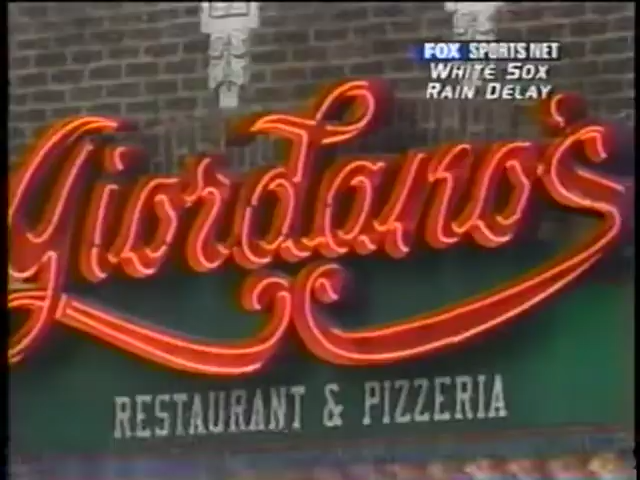 FOX SPORTS NET
WHITE SOX
RAIN DELAY
Giordano's
RESTAURANT & PIZZERIA